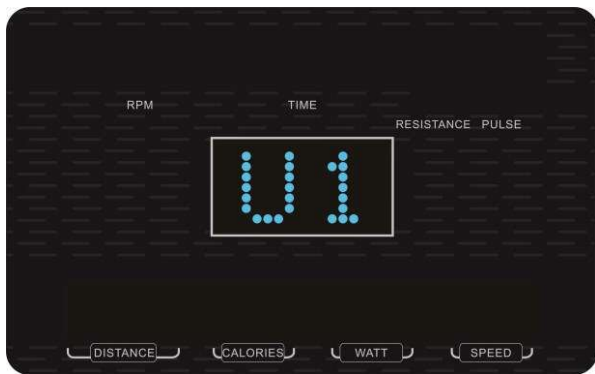 RPM TIME
RESISTANCE PULSE
U1
DISTANCE CALORIES WATT SPEED